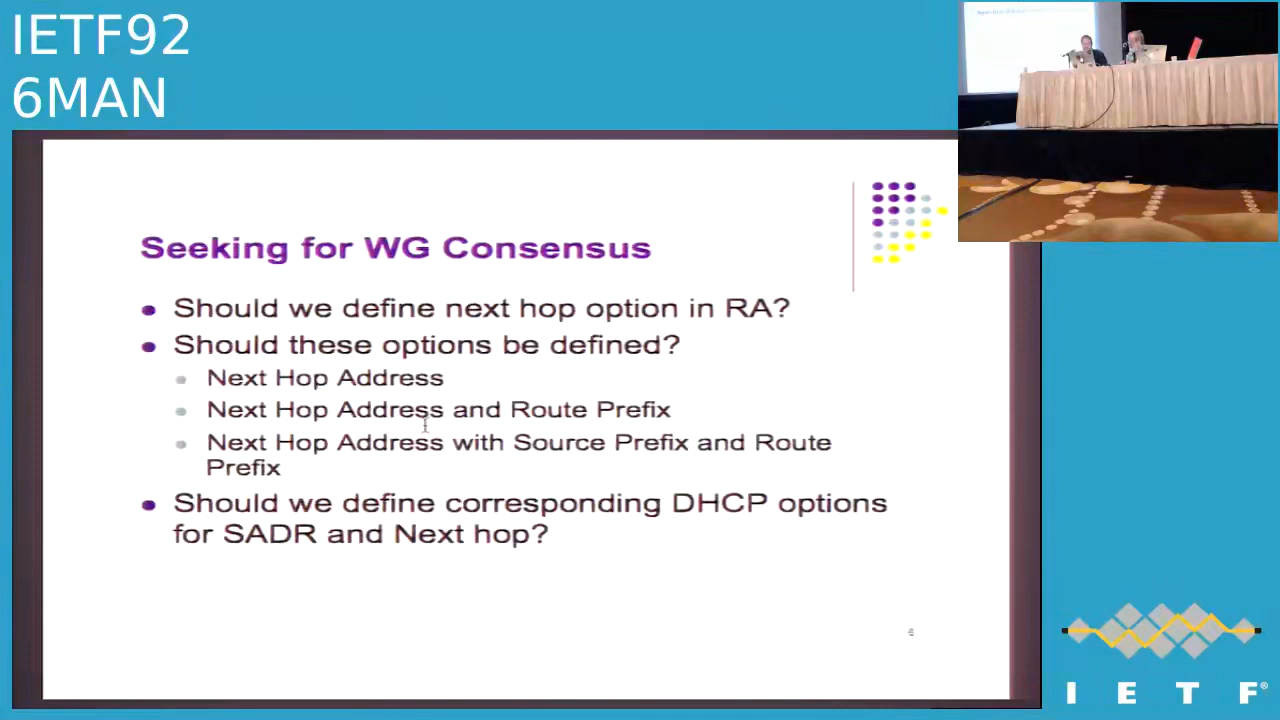 IETF92
6MAN
Seeking for WG Consensus
Should we define next hop option in RA?
Should these options be defined?
Next Hop Address
Next Hop Address and Route Prefix
Next Hop Address with Source Prefix and Route
Prefix
Should we define corresponding DHCP options
for SADR and Next hop?
I E T F®